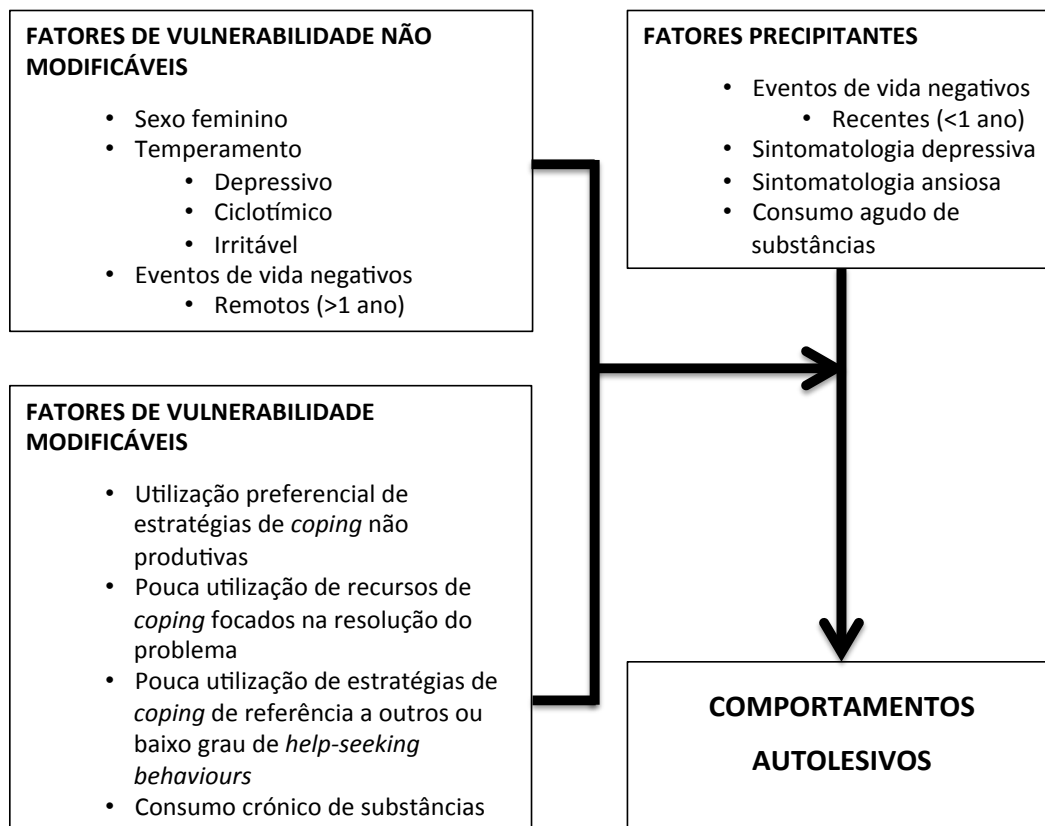 FATORES DE VULNERABILIDADE NÃO
MODIFICÁVEIS
• Sexo feminino
• Temperamento
• Depressivo
• Ciclotímico
• Irritável
• Eventos de vida negativos
• Remotos (>1 ano)
FATORES PRECIPITANTES
• Eventos de vida negativos
• Recentes (<1 ano)
• Sintomatologia depressiva
• Sintomatologia ansiosa
• Consumo agudo de
substâncias
FATORES DE VULNERABILIDADE
MODIFICÁVEIS
• Utilização preferencial de
estratégias de coping não
produtivas
• Pouca utilização de recursos de
coping focados na resolução do
problema
• Pouca utilização de estratégias de
coping de referência a outros ou
baixo grau de help-seeking
behaviours
• Consumo crónico de substâncias
COMPORTAMENTOS
AUTOLESIVOS